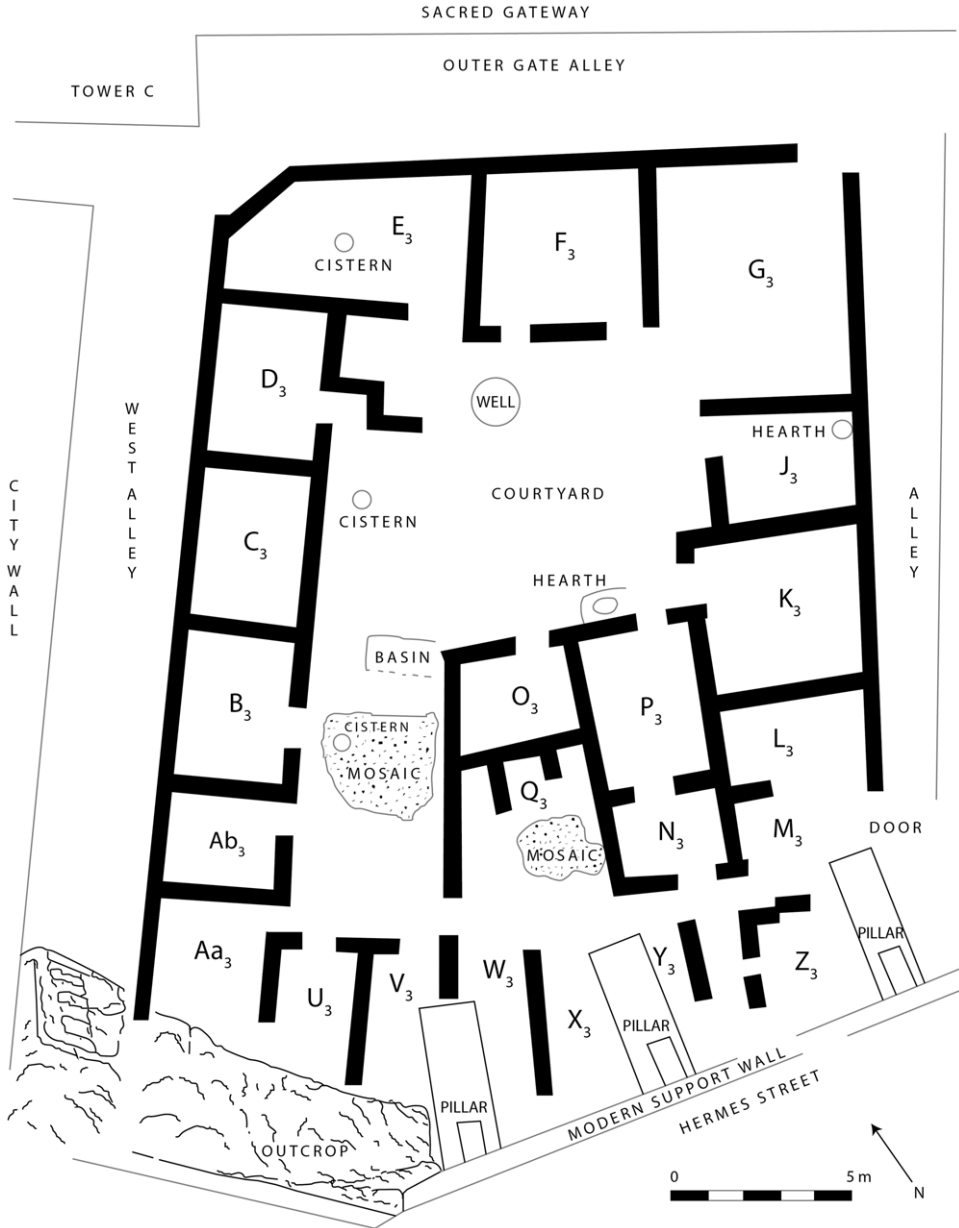 SACRED GATEWAY
OUTER GATE ALLEY
TOWER C
E3
CISTERN
F3
G3
D3
WELL
HEARTH
J3
WEST ALLEY
CITY WALL
COURTYARD
CISTERN
C3
ALLEY
HEARTH
K3
BASIN
B3
O3
P3
CISTERN
MOSAIC
L3
Q3
Ab3
MOSAIC
N3
M3
DOOR
Aa3
U3
V3
W3
X3
Y3
Z3
PILLAR
PILLAR
PILLAR
MODERN SUPPORT WALL
HERMES STREET
OUTCROP
0 5 m
N